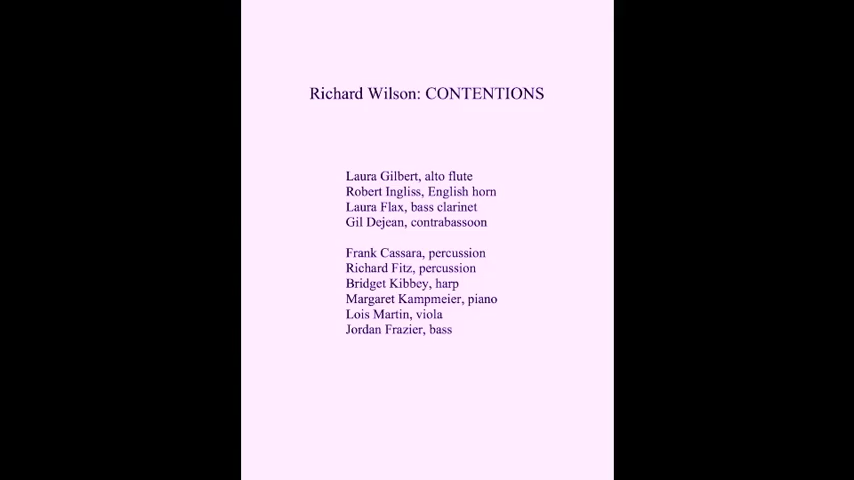 Richard Wilson: CONTENTIONS
Laura Gilbert, alto flute
Robert Ingliss, English horn
Laura Flax, bass clarinet
Gil Dejean, contrabassoon
Frank Cassara, percussion
Richard Fitz, percussion
Bridget Kibbey, harp
Margaret Kampmeier, piano
Lois Martin, viola
Jordan Frazier, bass